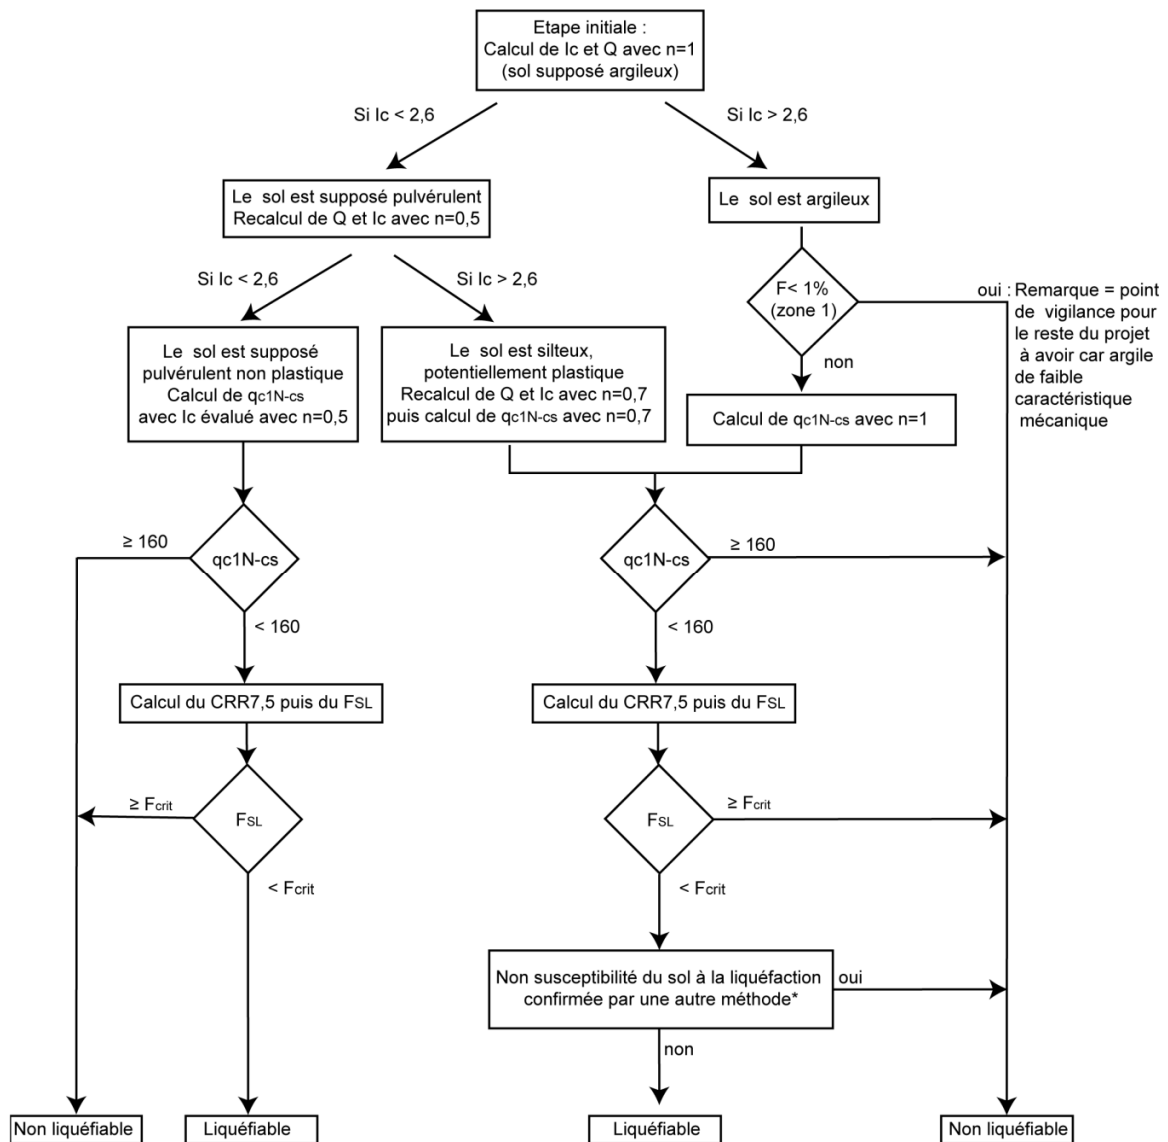 Etape initiale :
Calcul de Ic et Q avec n=1
(sol supposé argileux)
Si Ic < 2,6
Si Ic > 2,6
Le sol est supposé pulvérulent
Recalcul de Q et Ic avec n=0,5
Le sol est argileux
Si Ic < 2,6
Si Ic > 2,6
F< 1%
(zone 1)
oui : Remarque = point
de vigilance pour
le reste du projet
à avoir car argile
de faible
caractéristique
mécanique
non
Le sol est supposé
pulvérulent non plastique
Calcul de qc1N-cs
avec Ic évalué avec n=0,5
Le sol est silteux,
potentiellement plastique
Recalcul de Q et Ic avec n=0,7
puis calcul de qc1N-cs avec n=0,7
Calcul de qc1N-cs avec n=1
≥ 160
qc1N-cs
< 160
qc1N-cs
≥ 160
< 160
Calcul du CRR7,5 puis du FSL
Calcul du CRR7,5 puis du FSL
≥ Fcrit
FSL
< Fcrit
FSL
≥ Fcrit
< Fcrit
Non susceptibilité du sol à la liquéfaction
confirmée par une autre méthode*
oui
non
Non liquéfiable
Liquéfiable
Liquéfiable
Non liquéfiable